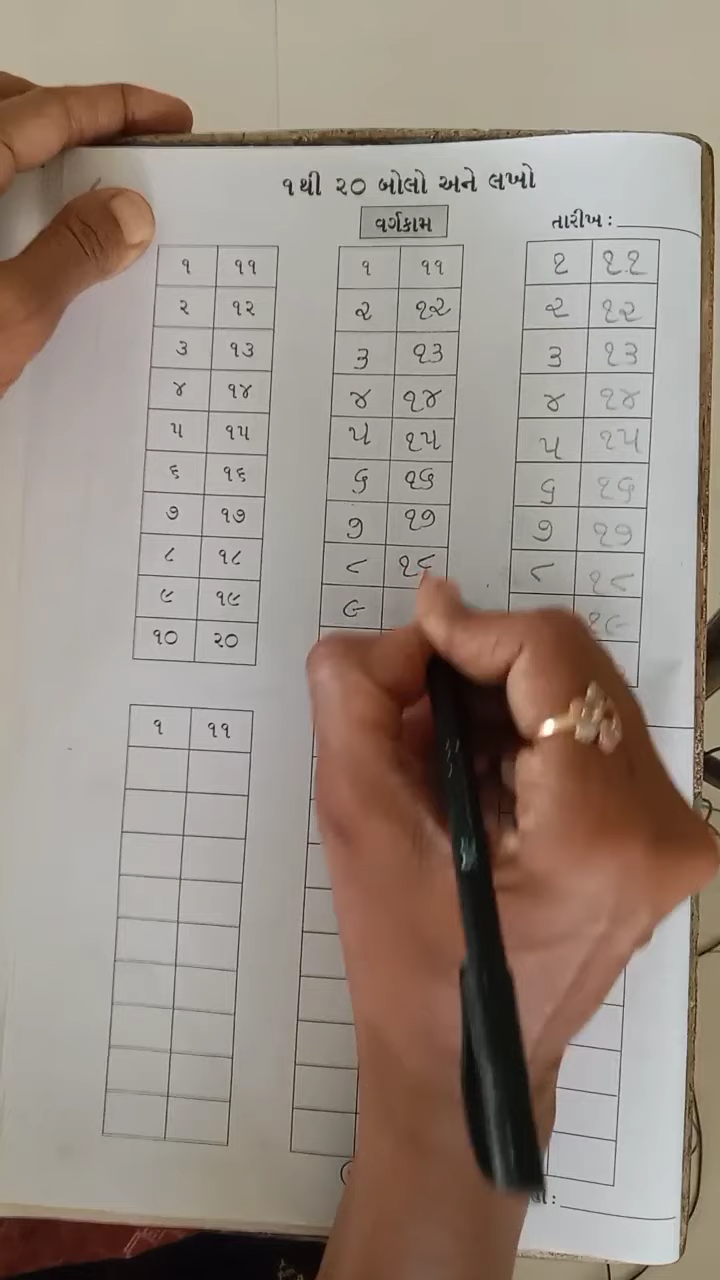 ૧થી ૨૦ બોલો અને લખો
વર્ગકામ
તારીખ:
૧ ૧૧ ૧ ૧૧ ૧ ૧૧
૨ ૧૨ ૨ ૧૨ ૨ ૧૨
૩ ૧૩ ૩ ૧૩ ૩ ૧૩
૪ ૧૪ ૪ ૧૪ ૪ ૧૪
૫ ૧૫ ૫ ૧૫ ૫ ૧૫
૬ ૧૬ ૬ ૧૬ ૬ ૧૬
૭ ૧૭ ૭ ૧૭ ૭ ૧૭
૮ ૧૮ ૮ ૧૮ ૮ ૧૮
૯ ૧૯ ૯ ૧૯
૧૦ ૨૦
૧ ૧૧